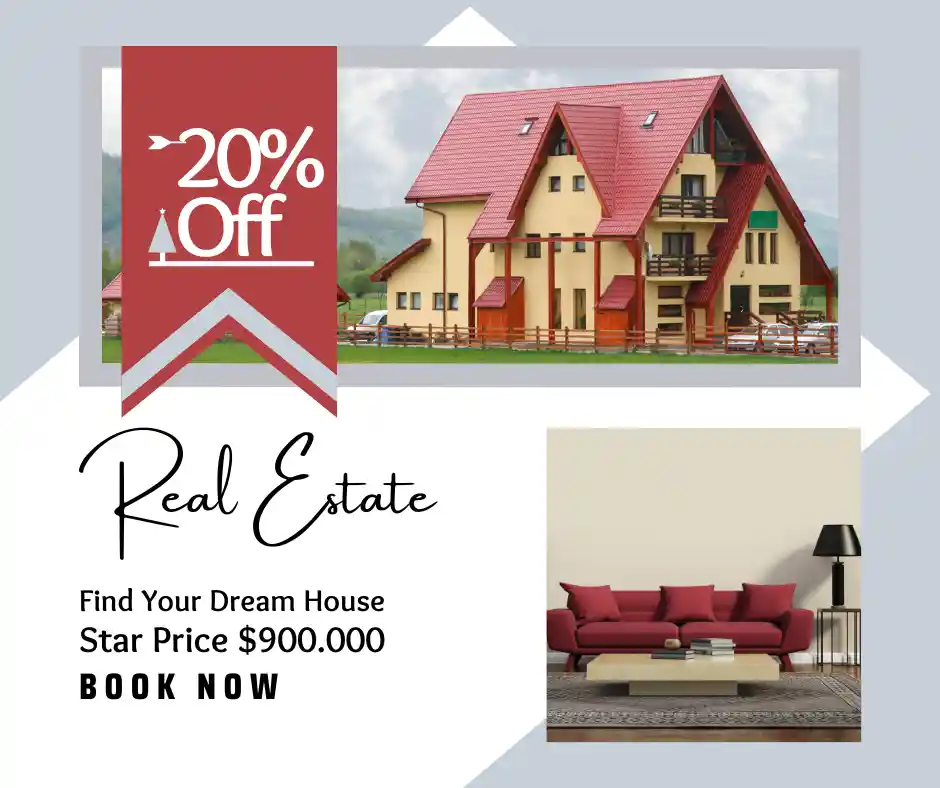 20%
Off
Real Estate
Find Your Dream House
Star Price $900.000
BOOK NOW